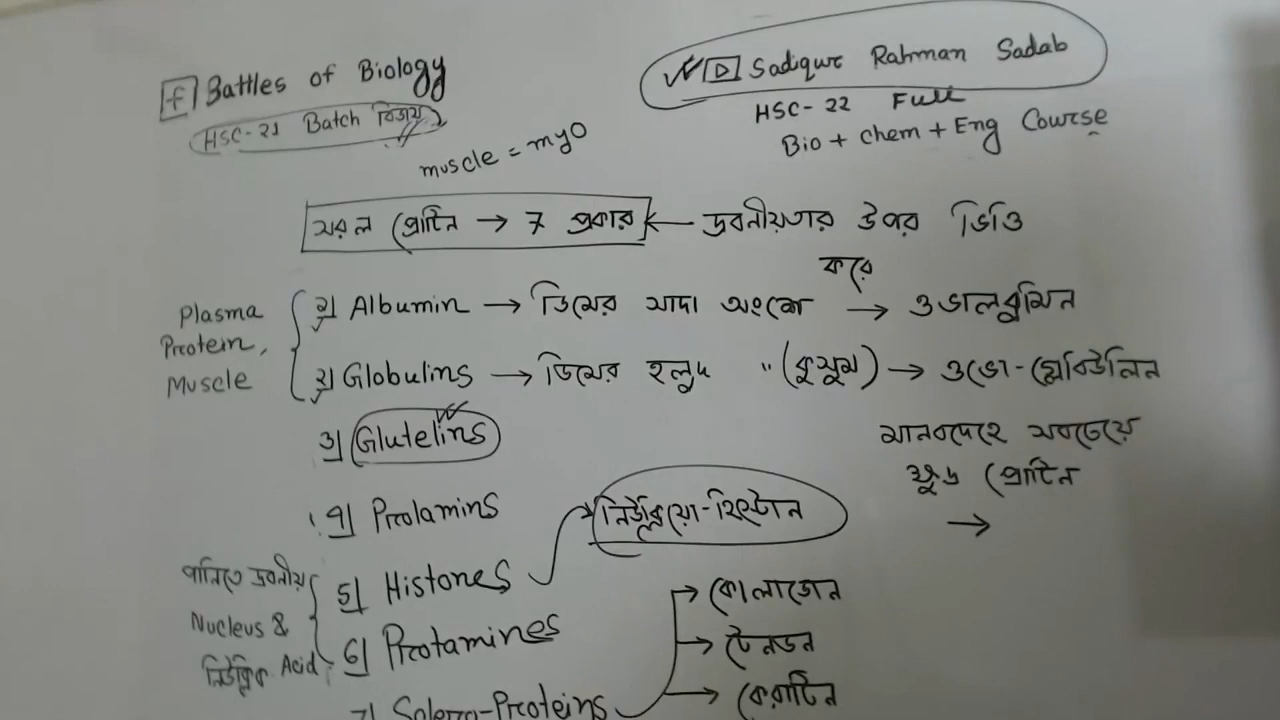 f Battles of Biology
HSC-21 Batch বিজয়
Sadiqur Rahman Sadab
HSC-22 Full
Bio + chem + Eng Course
muscle = myo
সরল প্রোটিন → 7 প্রকার ← দ্রবনীয়তার উপর ভিত্তি
করে
Plasma
Protein,
Muscle
১) Albumin → ডিমের সাদা অংশে → ওভালবুমিন
২) Globulins → ডিমের হলুদ " (কুসুম) → ওভো-গ্লোবিউলিন
৩) Glutelins
মানবদেহে সবচেয়ে
প্রোটিন
→
৪) Prolamins
নিউক্লিয়ো-হিস্টোন
পানিতে দ্রবনীয়
Nucleus &
নিউক্লিক Acid
৫) Histones
৬) Protamines
৭) Sclero-Proteins
→ কোলাজেন
→ টেনডন
→ কেরাটিন